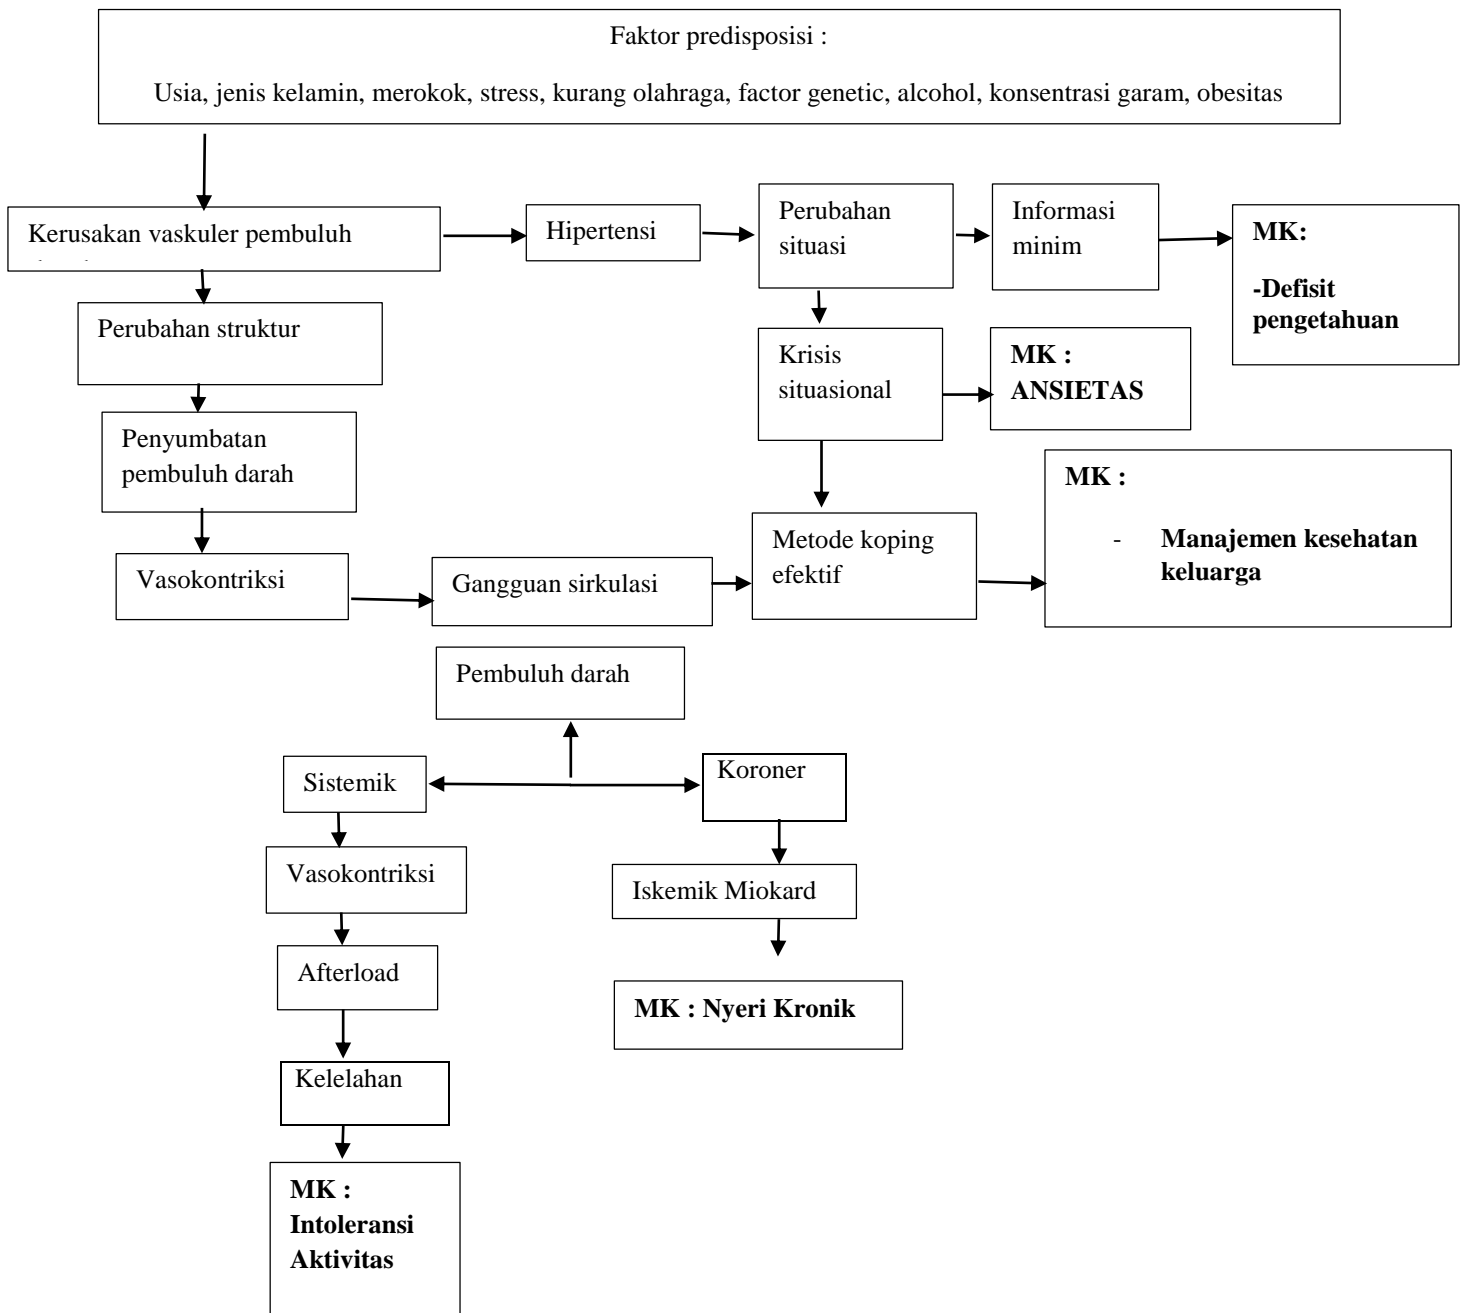 Faktor predisposisi :
Usia, jenis kelamin, merokok, stress, kurang olahraga, factor genetic, alcohol, konsentrasi garam, obesitas
Kerusakan vaskuler pembuluh
Hipertensi
Perubahan
situasi
Informasi
minim
MK:
-Defisit
pengetahuan
Perubahan struktur
Krisis
situasional
MK :
ANSIETAS
Penyumbatan
pembuluh darah
MK :
- Manajemen kesehatan
keluarga
Vasokontriksi
Gangguan sirkulasi
Metode koping
efektif
Pembuluh darah
Sistemik
Koroner
Vasokontriksi
Iskemik Miokard
Afterload
MK : Nyeri Kronik
Kelelahan
MK :
Intoleransi
Aktivitas